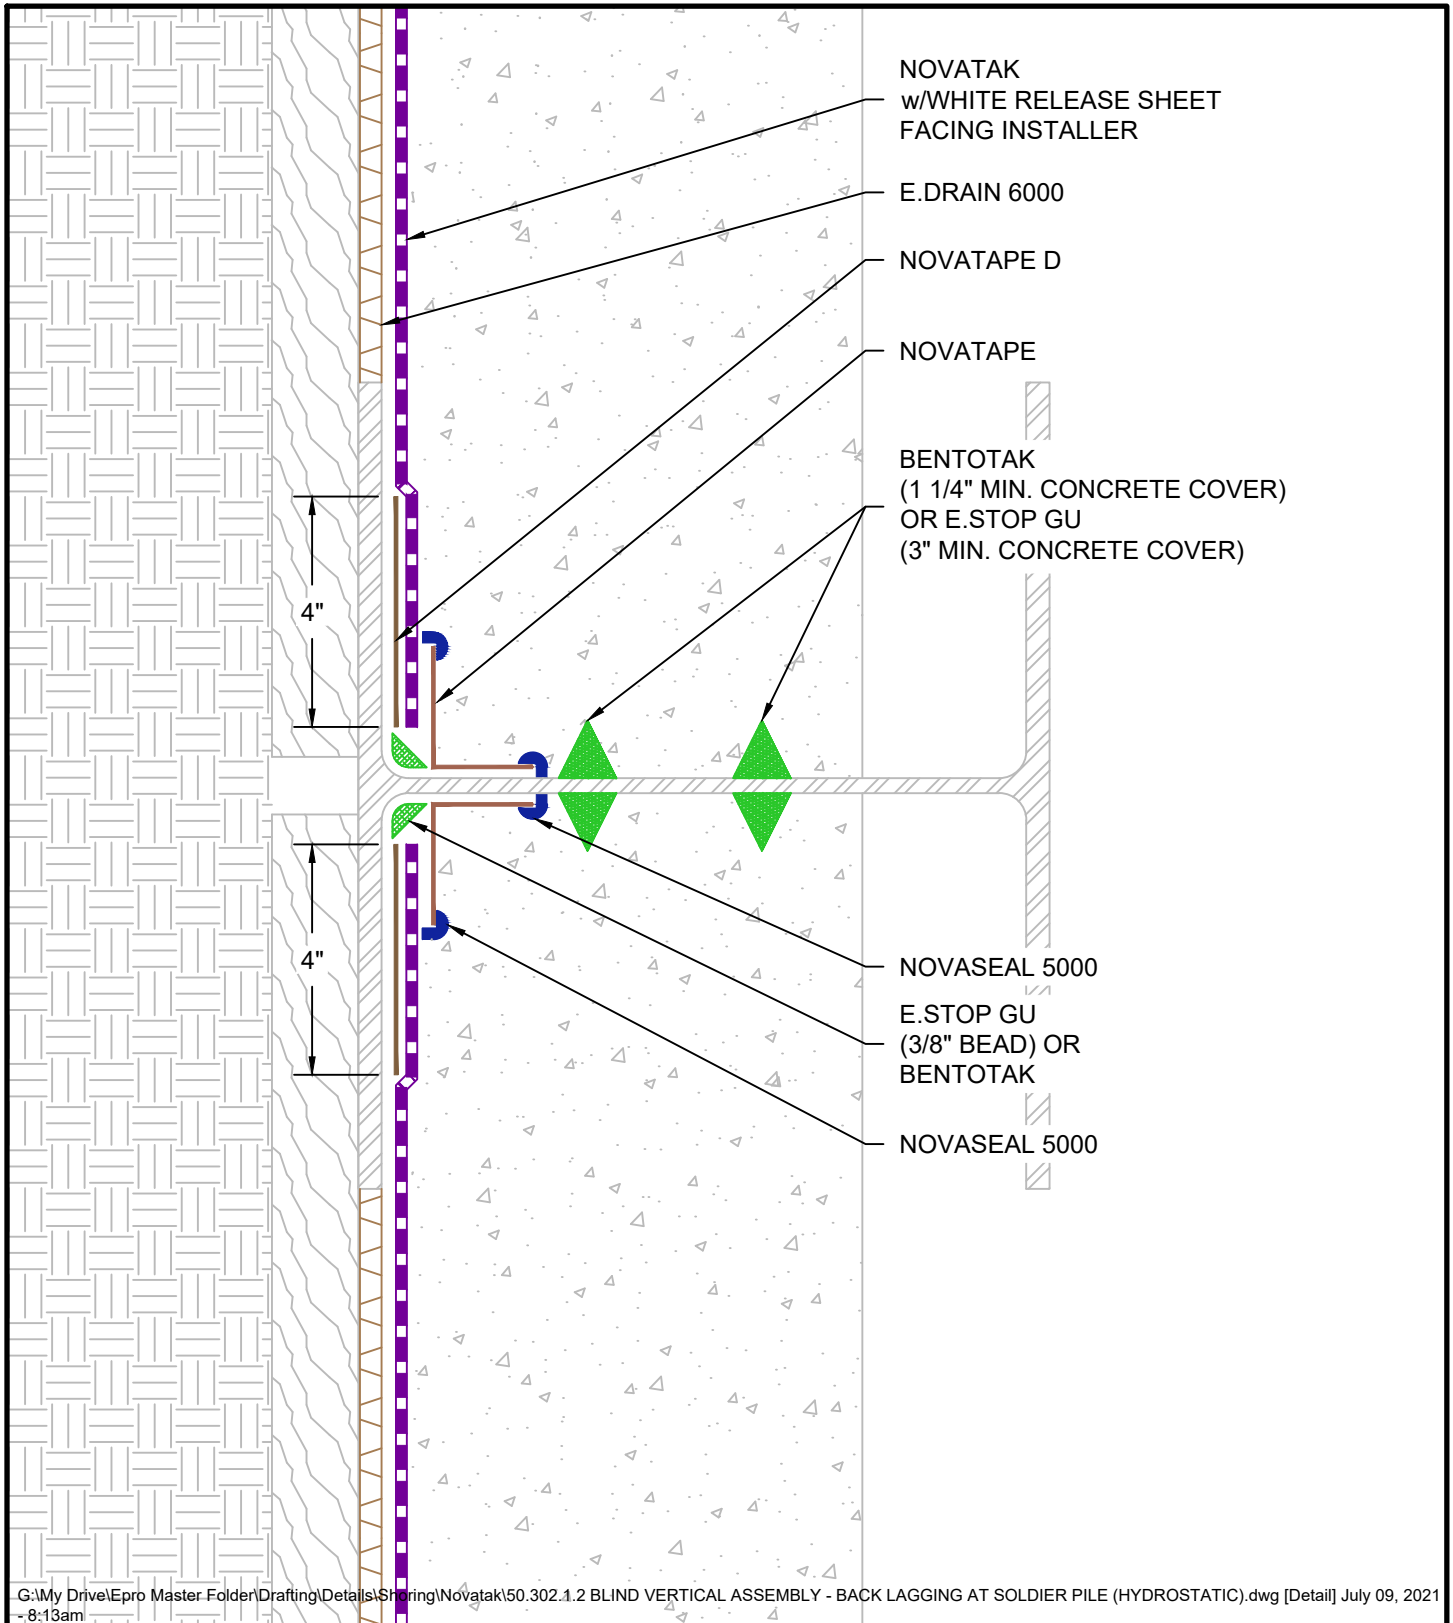 NOVATAK
w/WHITE RELEASE SHEET
FACING INSTALLER
E.DRAIN 6000
NOVATAPE D
NOVATAPE
BENTOTAK
(1 1/4" MIN. CONCRETE COVER)
OR E.STOP GU
(3" MIN. CONCRETE COVER)
4"
4"
NOVASEAL 5000
E.STOP GU
(3/8" BEAD) OR
BENTOTAK
NOVASEAL 5000
G:\My Drive\Epro Master Folder\Drafting\Details\Shoring\Novatak\50.302.1.2 BLIND VERTICAL ASSEMBLY - BACK LAGGING AT SOLDIER PILE (HYDROSTATIC).dwg [Detail] July 09, 2021
- 8:13am